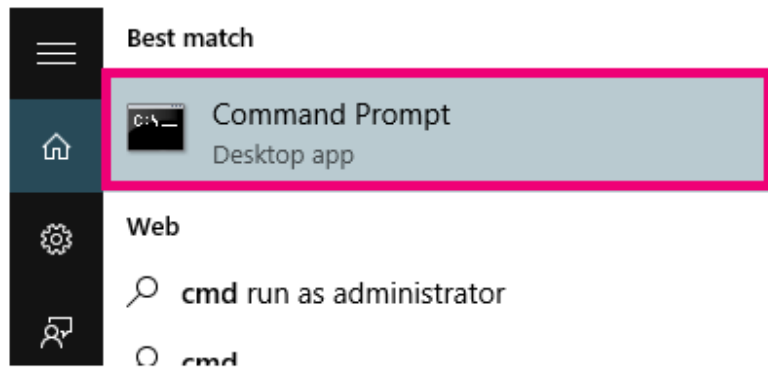 Best match
C:\_
Command Prompt
Desktop app
Web
cmd run as administrator
cmd